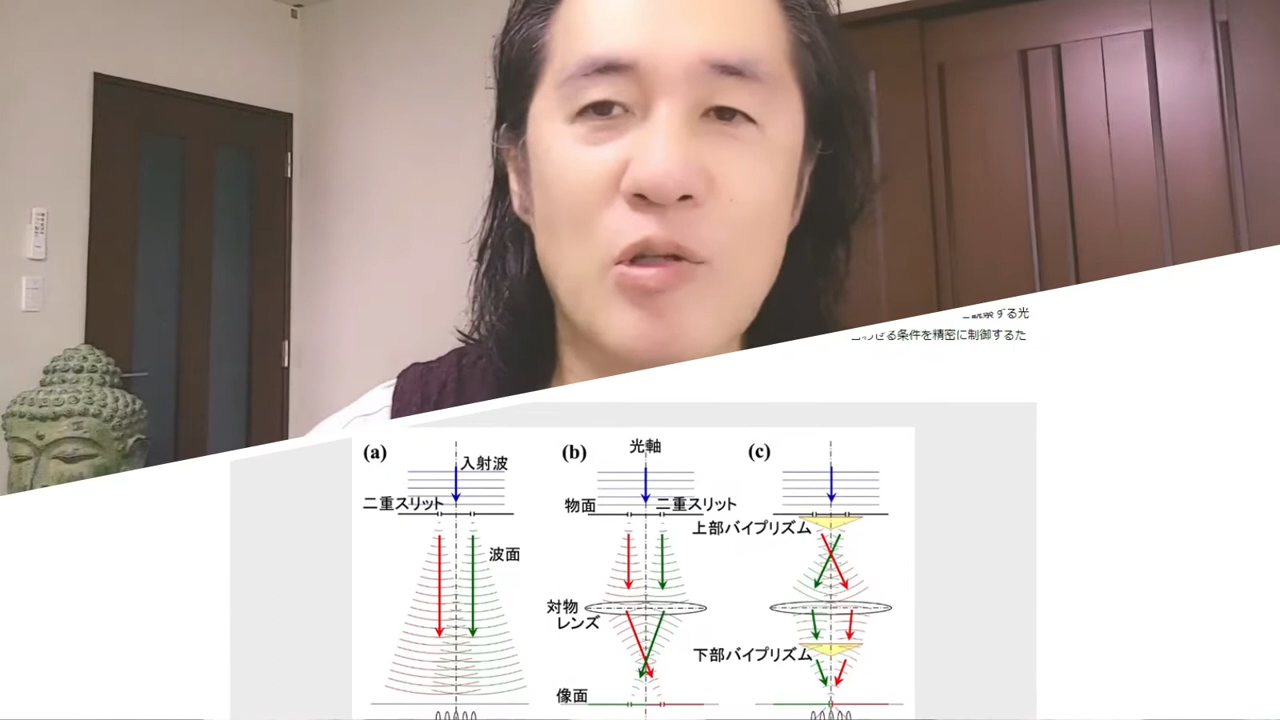 する光
せる条件を精密に制御するた
(a)
入射波
二重スリット
波面
(b)
光軸
物面
二重スリット
対物
レンズ
像面
(c)
上部バイプリズム
下部バイプリズム